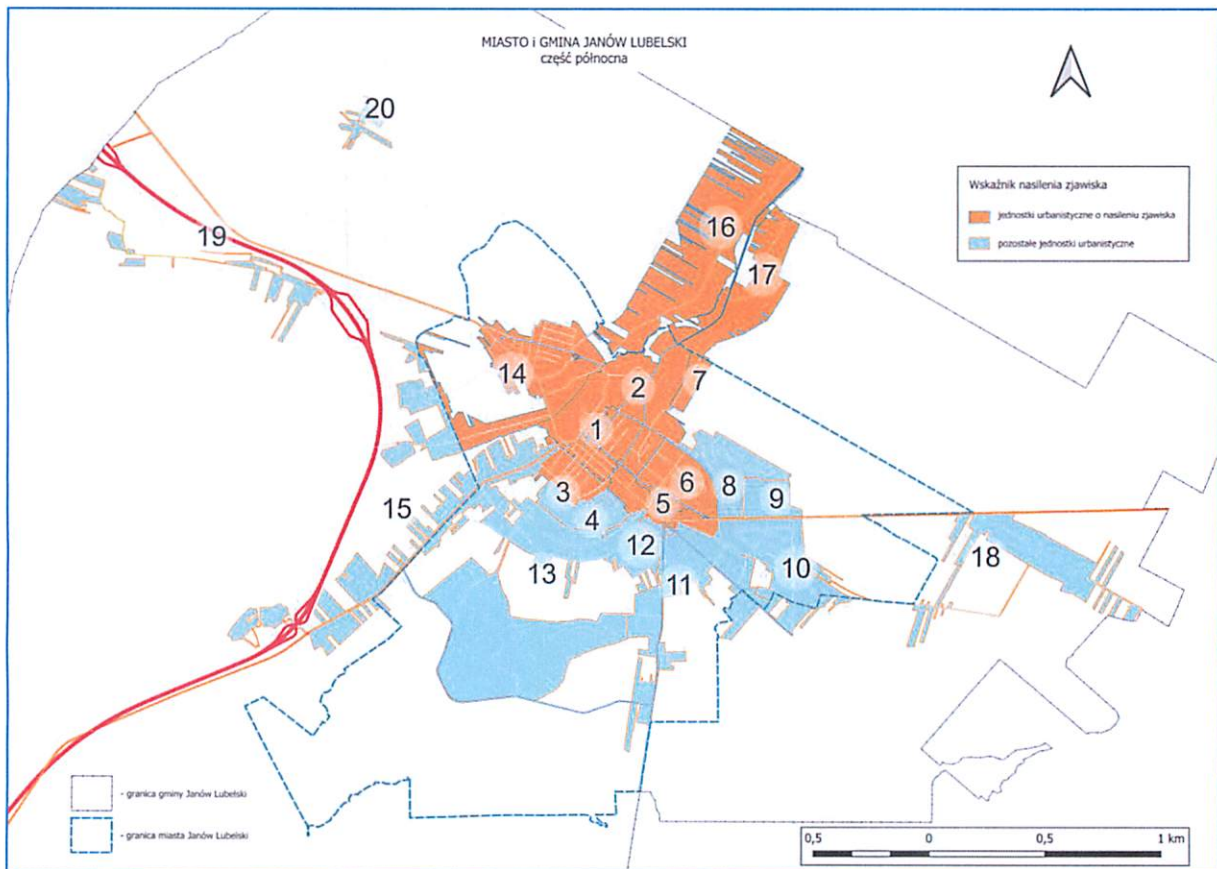 MIASTO i GMINA JANÓW LUBELSKI
część północna
20
Wskaźnik nasilenia zjawiska
jednostki urbanistyczne o nasileniu zjawiska
pozostałe jednostki urbanistyczne
16
19
17
14
2
7
1
3
6
8
9
5
15
4
12
18
13
11
10
- granica gminy Janów Lubelski
- granica miasta Janów Lubelski
0,5 0 0,5 1 km